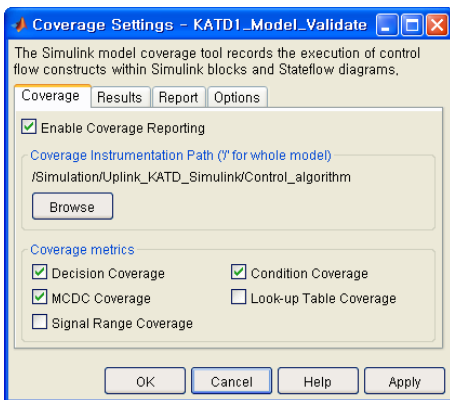 Coverage Settings - KATD1_Model_Validate
The Simulink model coverage tool records the execution of control
flow constructs within Simulink blocks and Stateflow diagrams,
Coverage Results Report Options
Enable Coverage Reporting
Coverage Instrumentation Path ('/' for whole model)
/Simulation/Uplink_KATD_Simulink/Control_algorithm
Browse
Coverage metrics
Decision Coverage Condition Coverage
MCDC Coverage Look-up Table Coverage
Signal Range Coverage
OK Cancel Help Apply